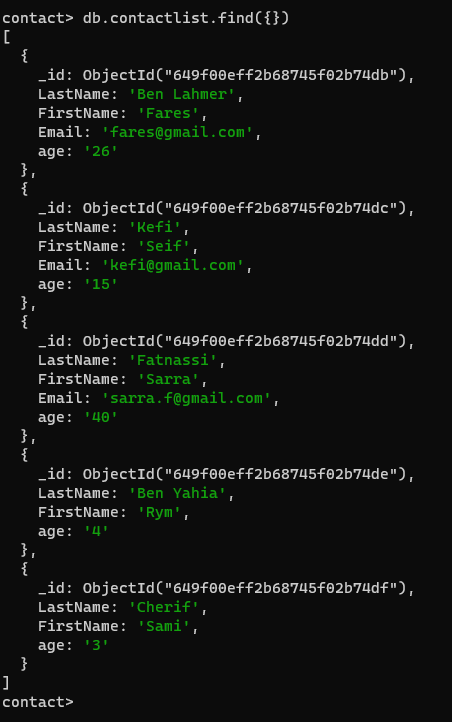 contact> db.contactlist.find({})
[
  {
    _id: ObjectId("649f00eff2b68745f02b74db"),
    LastName: 'Ben Lahmer',
    FirstName: 'Fares',
    Email: 'fares@gmail.com',
    age: '26'
  },
  {
    _id: ObjectId("649f00eff2b68745f02b74dc"),
    LastName: 'Kefi',
    FirstName: 'Seif',
    Email: 'kefi@gmail.com',
    age: '15'
  },
  {
    _id: ObjectId("649f00eff2b68745f02b74dd"),
    LastName: 'Fatnassi',
    FirstName: 'Sarra',
    Email: 'sarra.f@gmail.com',
    age: '40'
  },
  {
    _id: ObjectId("649f00eff2b68745f02b74de"),
    LastName: 'Ben Yahia',
    FirstName: 'Rym',
    age: '4'
  },
  {
    _id: ObjectId("649f00eff2b68745f02b74df"),
    LastName: 'Cherif',
    FirstName: 'Sami',
    age: '3'
  }
]
contact>